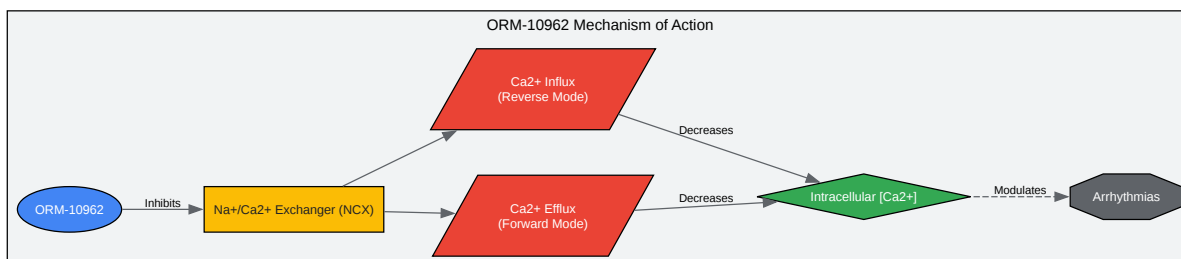 ORM-10962 Mechanism of Action
Ca2+ Influx
(Reverse Mode)
Decreases
ORM-10962
Inhibits
Na+/Ca2+ Exchanger (NCX)
Ca2+ Efflux
(Forward Mode)
Decreases
Intracellular [Ca2+]
Modulates
Arrhythmias